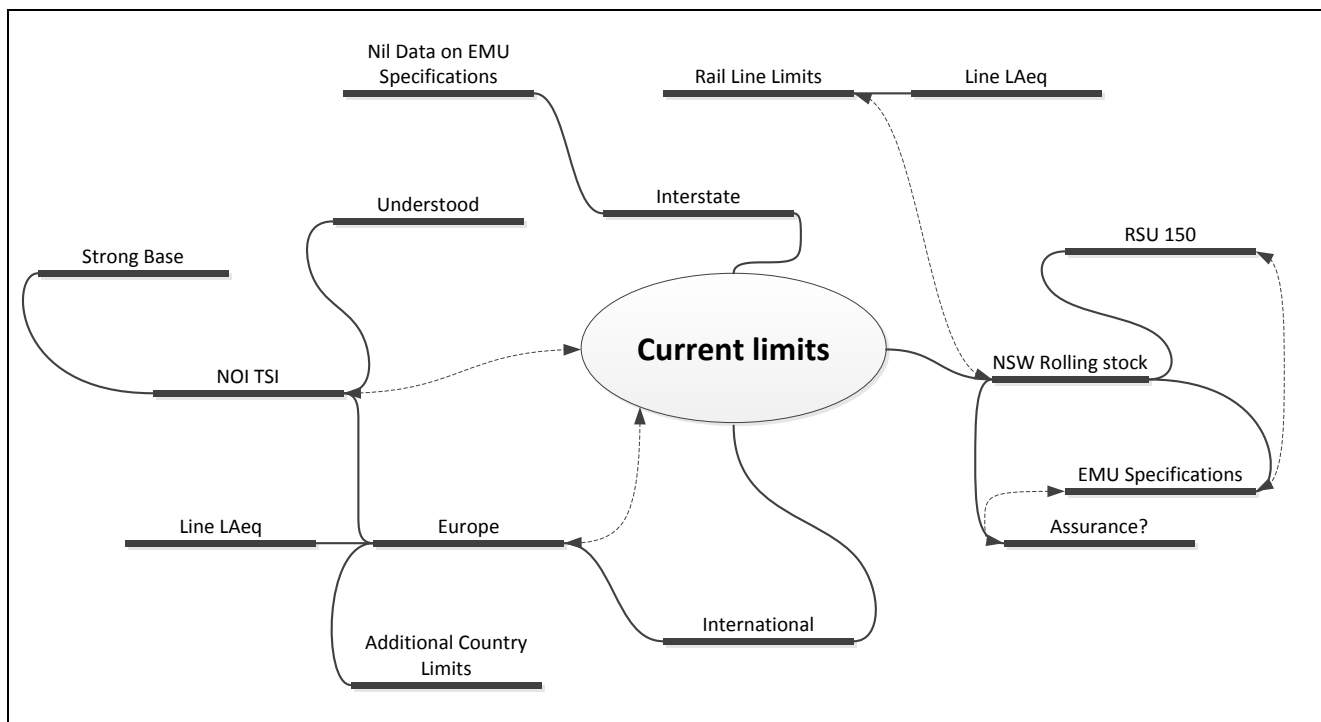 Nil Data on EMU
Specifications
Rail Line Limits
Line LAeq
Interstate
Understood
RSU 150
Strong Base
Current limits
NSW Rolling stock
NOI TSI
EMU Specifications
Line LAeq
Europe
Assurance?
International
Additional Country
Limits